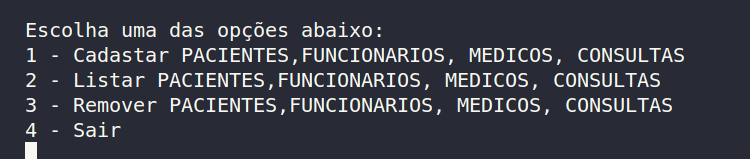 Escolha uma das opções abaixo:
1 - Cadastar PACIENTES,FUNCIONARIOS, MEDICOS, CONSULTAS
2 - Listar PACIENTES,FUNCIONARIOS, MEDICOS, CONSULTAS
3 - Remover PACIENTES,FUNCIONARIOS, MEDICOS, CONSULTAS
4 - Sair